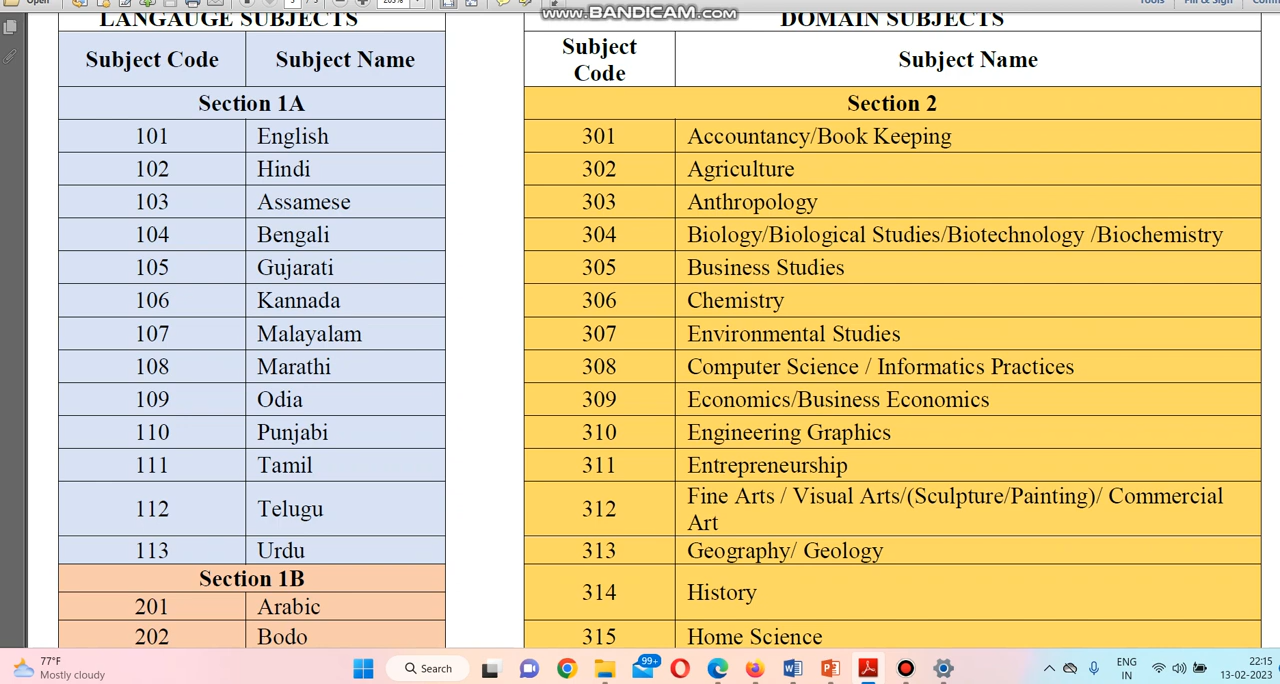 Open
203%
Tools
Fill & Sign
www.BANDICAM.com
LANGAUGE SUBJECTS
Subject Code Subject Name
Section 1A
101 English
102 Hindi
103 Assamese
104 Bengali
105 Gujarati
106 Kannada
107 Malayalam
108 Marathi
109 Odia
110 Punjabi
111 Tamil
112 Telugu
113 Urdu
Section 1B
201 Arabic
202 Bodo
DOMAIN SUBJECTS
Subject
Code
Subject Name
Section 2
301 Accountancy/Book Keeping
302 Agriculture
303 Anthropology
304 Biology/Biological Studies/Biotechnology /Biochemistry
305 Business Studies
306 Chemistry
307 Environmental Studies
308 Computer Science / Informatics Practices
309 Economics/Business Economics
310 Engineering Graphics
311 Entrepreneurship
312 Fine Arts / Visual Arts/(Sculpture/Painting)/ Commercial
Art
313 Geography/ Geology
314 History
315 Home Science
77°F
Mostly cloudy
Search
99+
ENG
IN
22:15
13-02-2023